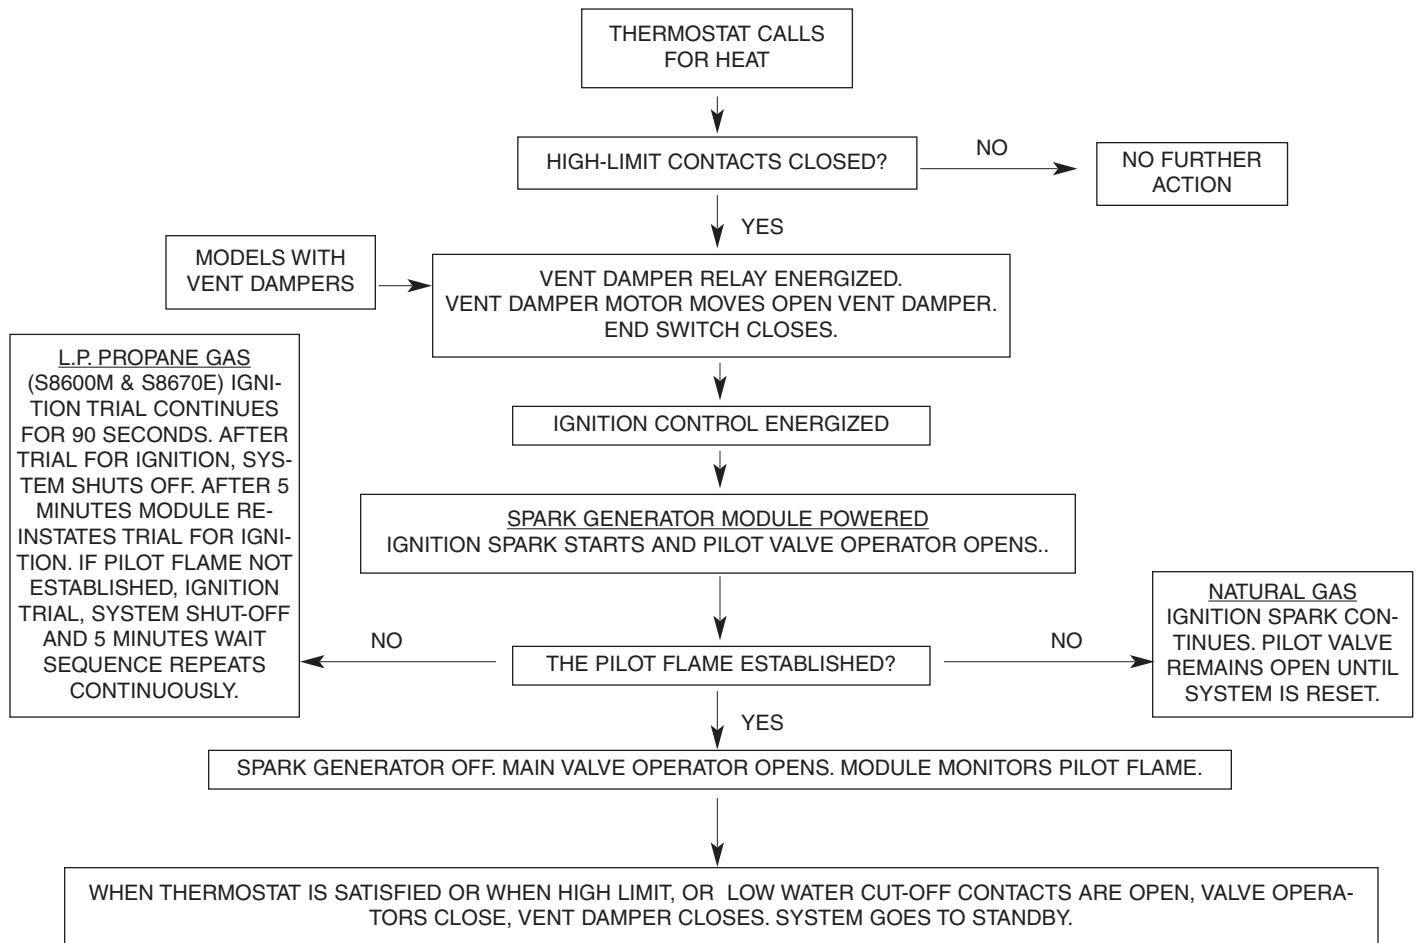 THERMOSTAT CALLS
FOR HEAT
HIGH-LIMIT CONTACTS CLOSED?
NO
NO FURTHER
ACTION
YES
MODELS WITH
VENT DAMPERS
VENT DAMPER RELAY ENERGIZED.
VENT DAMPER MOTOR MOVES OPEN VENT DAMPER.
END SWITCH CLOSES.
IGNITION CONTROL ENERGIZED
SPARK GENERATOR MODULE POWERED
IGNITION SPARK STARTS AND PILOT VALVE OPERATOR OPENS..
L.P. PROPANE GAS
(S8600M & S8670E) IGNI-
TION TRIAL CONTINUES
FOR 90 SECONDS. AFTER
TRIAL FOR IGNITION, SYS-
TEM SHUTS OFF. AFTER 5
MINUTES MODULE RE-
INSTATES TRIAL FOR IGNI-
TION. IF PILOT FLAME NOT
ESTABLISHED, IGNITION
TRIAL, SYSTEM SHUT-OFF
AND 5 MINUTES WAIT
SEQUENCE REPEATS
CONTINUOUSLY.
NO
THE PILOT FLAME ESTABLISHED?
NO
NATURAL GAS
IGNITION SPARK CON-
TINUES. PILOT VALVE
REMAINS OPEN UNTIL
SYSTEM IS RESET.
YES
SPARK GENERATOR OFF. MAIN VALVE OPERATOR OPENS. MODULE MONITORS PILOT FLAME.
WHEN THERMOSTAT IS SATISFIED OR WHEN HIGH LIMIT, OR LOW WATER CUT-OFF CONTACTS ARE OPEN, VALVE OPERA-
TORS CLOSE, VENT DAMPER CLOSES. SYSTEM GOES TO STANDBY.